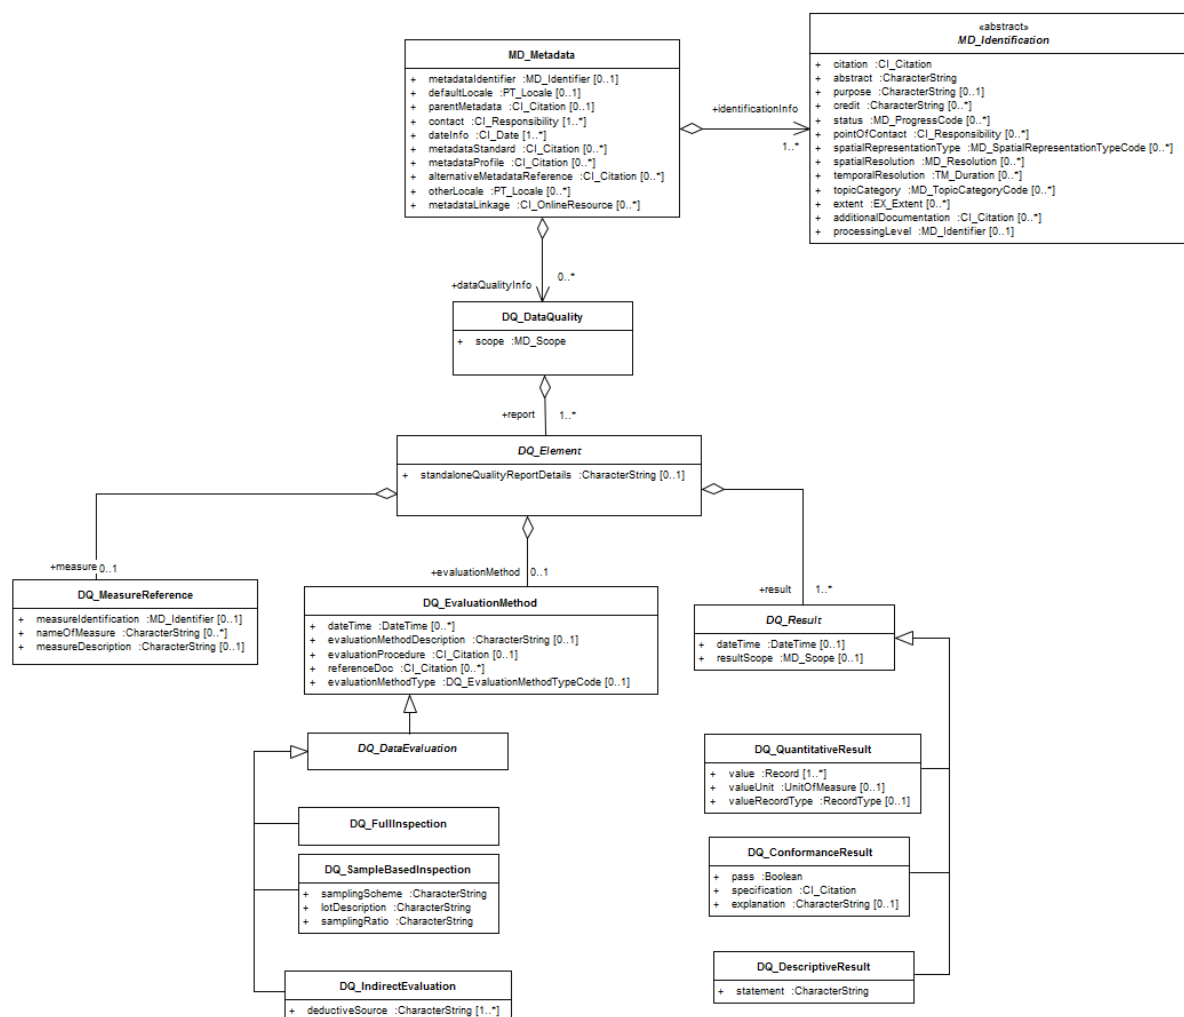 «abstract»
MD_Identification
+ citation :CI_Citation
+ abstract :CharacterString
+ purpose :CharacterString [0..1]
+ credit :CharacterString [0..*]
+ status :MD_ProgressCode [0..*]
+ pointOfContact :CI_Responsibility [0..*]
+ spatialRepresentationType :MD_SpatialRepresentationTypeCode [0..*]
+ spatialResolution :MD_Resolution [0..*]
+ temporalResolution :TM_Duration [0..*]
+ topicCategory :MD_TopicCategoryCode [0..*]
+ extent :EX_Extent [0..*]
+ additionalDocumentation :CI_Citation [0..*]
+ processingLevel :MD_Identifier [0..1]
MD_Metadata
+ metadataIdentifier :MD_Identifier [0..1]
+ defaultLocale :PT_Locale [0..1]
+ parentMetadata :CI_Citation [0..1]
+ contact :CI_Responsibility [1..*]
+ dateInfo :CI_Date [1..*]
+ metadataStandard :CI_Citation [0..*]
+ metadataProfile :CI_Citation [0..*]
+ alternativeMetadataReference :CI_Citation [0..*]
+ otherLocale :PT_Locale [0..*]
+ metadataLinkage :CI_OnlineResource [0..*]
+identificationInfo
1..*
0..*
+dataQualityInfo
DQ_DataQuality
+ scope :MD_Scope
+report 1..*
DQ_Element
+ standaloneQualityReportDetails :CharacterString [0..1]
+measure 0..1
+evaluationMethod 0..1
+result 1..*
DQ_MeasureReference
+ measureIdentification :MD_Identifier [0..1]
+ nameOfMeasure :CharacterString [0..*]
+ measureDescription :CharacterString [0..1]
DQ_EvaluationMethod
+ dateTime :DateTime [0..*]
+ evaluationMethodDescription :CharacterString [0..1]
+ evaluationProcedure :CI_Citation [0..1]
+ referenceDoc :CI_Citation [0..*]
+ evaluationMethodType :DQ_EvaluationMethodTypeCode [0..1]
DQ_Result
+ dateTime :DateTime [0..1]
+ resultScope :MD_Scope [0..1]
DQ_DataEvaluation
DQ_FullInspection
DQ_SampleBasedInspection
+ samplingScheme :CharacterString
+ lotDescription :CharacterString
+ samplingRatio :CharacterString
DQ_IndirectEvaluation
+ deductiveSource :CharacterString [1..*]
DQ_QuantitativeResult
+ value :Record [1..*]
+ valueUnit :UnitOfMeasure [0..1]
+ valueRecordType :RecordType [0..1]
DQ_ConformanceResult
+ pass :Boolean
+ specification :CI_Citation
+ explanation :CharacterString [0..1]
DQ_DescriptiveResult
+ statement :CharacterString